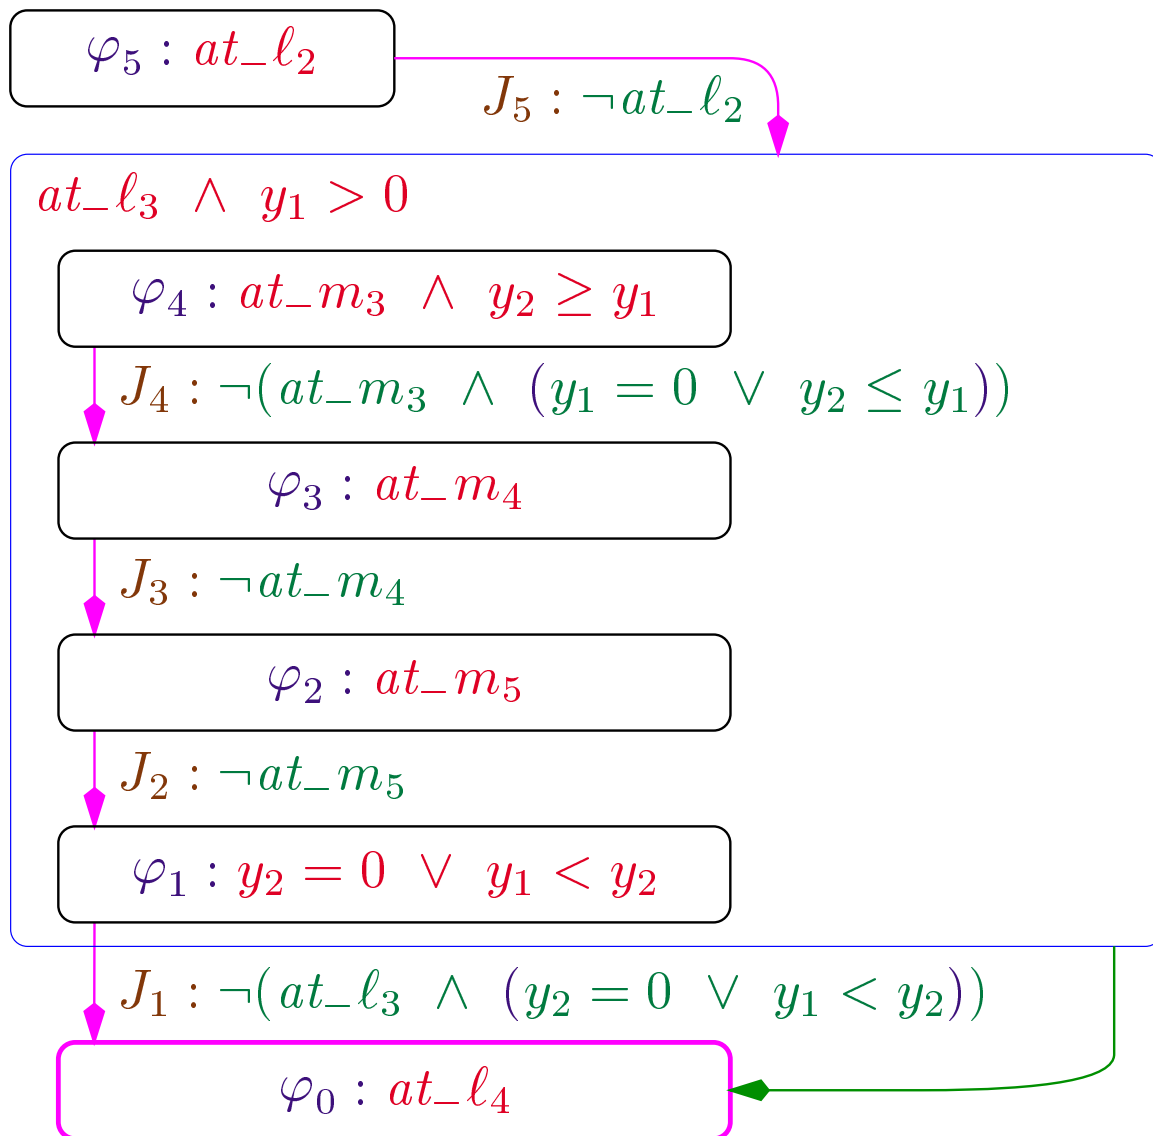 φ₅ : at_ℓ₂
J₅ : ¬at_ℓ₂
at_ℓ₃ ∧ y₁ > 0
φ₄ : at_m₃ ∧ y₂ ≥ y₁
J₄ : ¬(at_m₃ ∧ (y₁ = 0 ∨ y₂ ≤ y₁))
φ₃ : at_m₄
J₃ : ¬at_m₄
φ₂ : at_m₅
J₂ : ¬at_m₅
φ₁ : y₂ = 0 ∨ y₁ < y₂
J₁ : ¬(at_ℓ₃ ∧ (y₂ = 0 ∨ y₁ < y₂))
φ₀ : at_ℓ₄